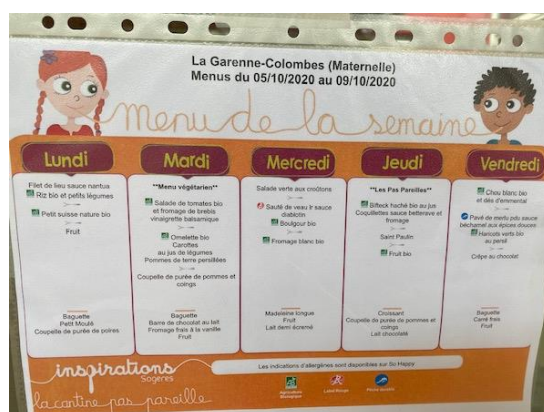 La Garenne-Colombes (Maternelle)
Menus du 05/10/2020 au 09/10/2020
menu de la semaine
Lundi
Filet de lieu sauce nantua
Riz bio et petits légumes
Petit suisse nature bio
Fruit
Baguette
Petit Moulé
Coupelle de purée de poires
Mardi
**Menu végétarien**
Salade de tomates bio
et fromage de brebis
vinaigrette balsamique
Omelette bio
Carottes
au jus de légumes
Pommes de terre persillées
Coupelle de purée de pommes et
coings
Baguette
Barre de chocolat au lait
Fromage frais à la vanille
Fruit
Mercredi
Salade verte aux croûtons
Sauté de veau lr sauce
diablotin
Boulgour bio
Fromage blanc bio
Madeleine longue
Fruit
Lait demi écrémé
Jeudi
**Les Pas Pareilles**
Bifteck haché bio au jus
Coquillettes sauce betterave et
fromage
Saint Paulin
Fruit bio
Croissant
Coupelle de purée de pommes et
coings
Lait chocolaté
Vendredi
Chou blanc bio
et dés d'emmental
Pavé de merlu pdu sauce
béchamel aux épices douces
Haricots verts bio
au persil
Crêpe au chocolat
Baguette
Carré frais
Fruit
inspirations
Sogeres
la cantine pas pareille
Les indications d'allergènes sont disponibles sur So Happy
Agriculture
Biologique
Label Rouge
Pêche durable